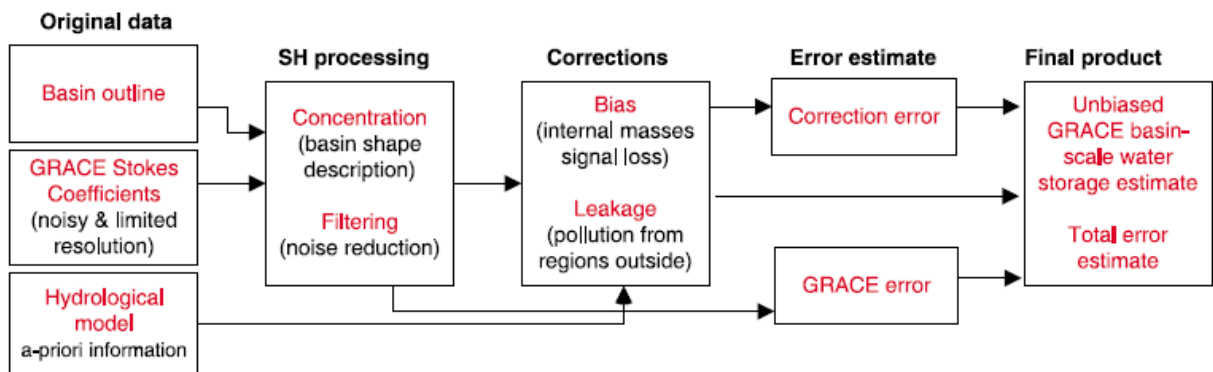 Original data
Basin outline
GRACE Stokes
Coefficients
(noisy & limited
resolution)
Hydrological
model
a-priori information
SH processing
Concentration
(basin shape
description)
Filtering
(noise reduction)
Corrections
Bias
(internal masses
signal loss)
Leakage
(pollution from
regions outside)
Error estimate
Correction error
GRACE error
Final product
Unbiased
GRACE basin-
scale water
storage estimate
Total error
estimate